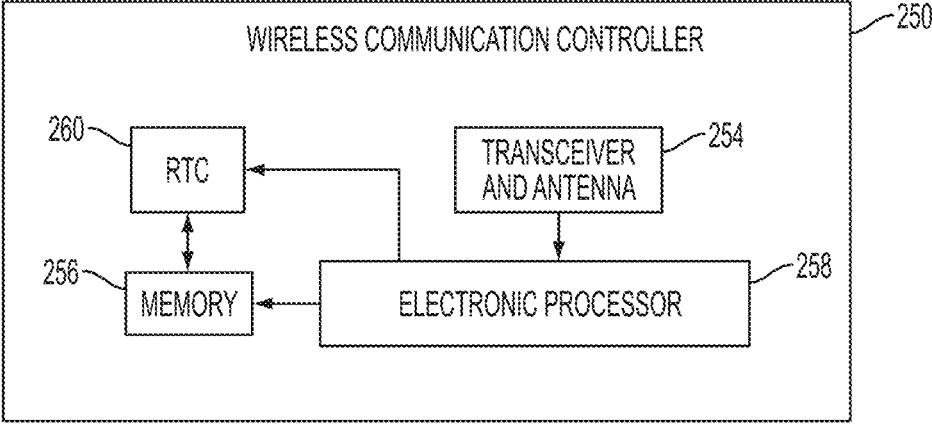 250
WIRELESS COMMUNICATION CONTROLLER
260
RTC
TRANSCEIVER
AND ANTENNA
254
256
MEMORY
ELECTRONIC PROCESSOR
258